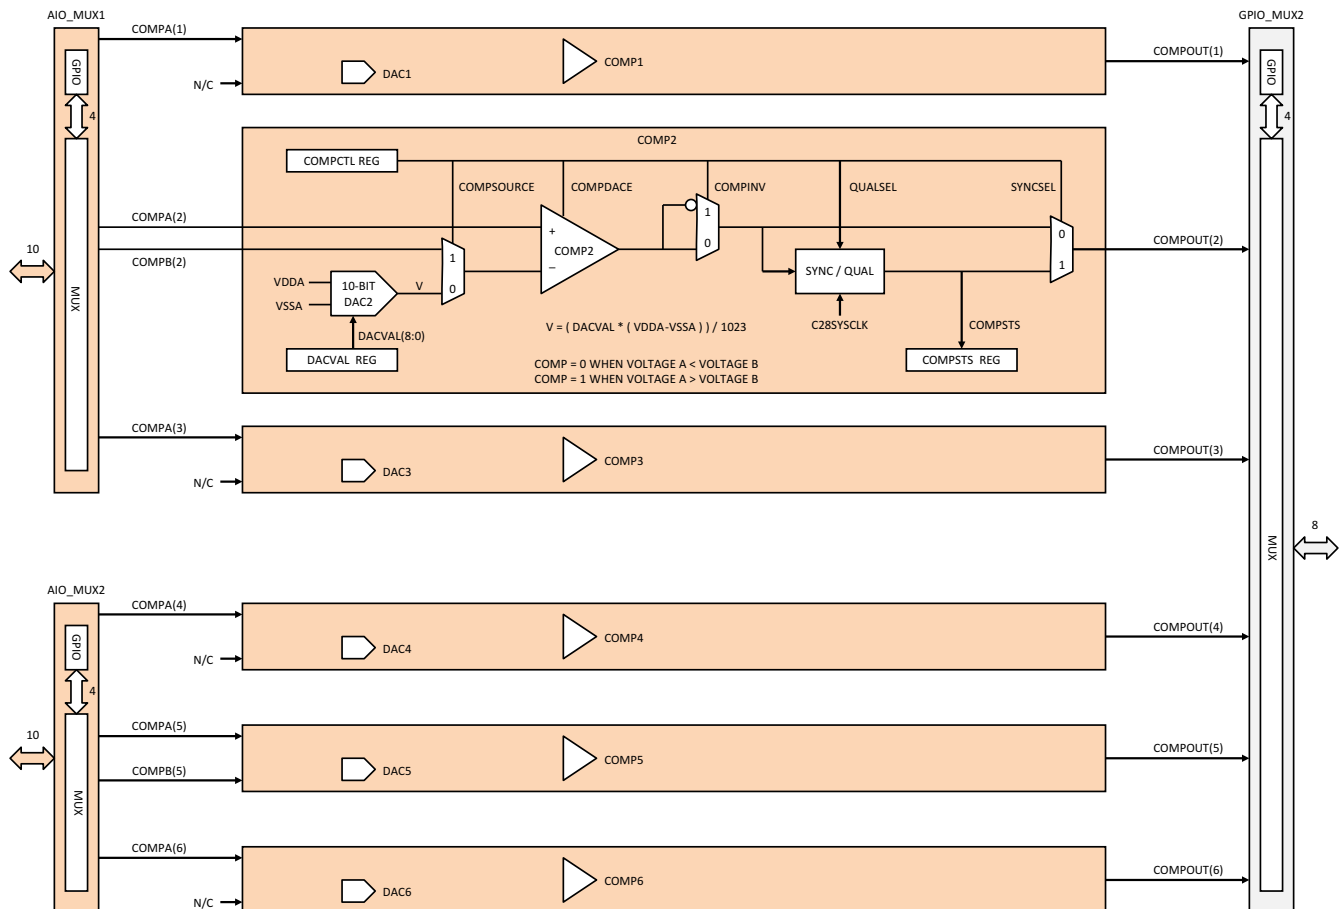 AIO_MUX1
GPIO_MUX2
COMPA(1)
GPIO
4
N/C
DAC1
COMP1
COMPOUT(1)
GPIO
4
COMP2
COMPCTL REG
COMPSOURCE
COMPDACE
COMPINV
QUALSEL
SYNCSEL
COMPA(2)
COMPB(2)
10
MUX
VDDA
VSSA
10-BIT
DAC2
V
1
0
+
–
COMP2
1
0
SYNC / QUAL
0
1
COMPOUT(2)
DACVAL(8:0)
DACVAL REG
V = ( DACVAL * ( VDDA-VSSA ) ) / 1023
C28SYSCLK
COMPSTS
COMPSTS REG
COMP = 0 WHEN VOLTAGE A < VOLTAGE B
COMP = 1 WHEN VOLTAGE A > VOLTAGE B
COMPA(3)
N/C
DAC3
COMP3
COMPOUT(3)
MUX
8
AIO_MUX2
COMPA(4)
GPIO
4
N/C
DAC4
COMP4
COMPOUT(4)
10
MUX
COMPA(5)
COMPB(5)
DAC5
COMP5
COMPOUT(5)
COMPA(6)
N/C
DAC6
COMP6
COMPOUT(6)